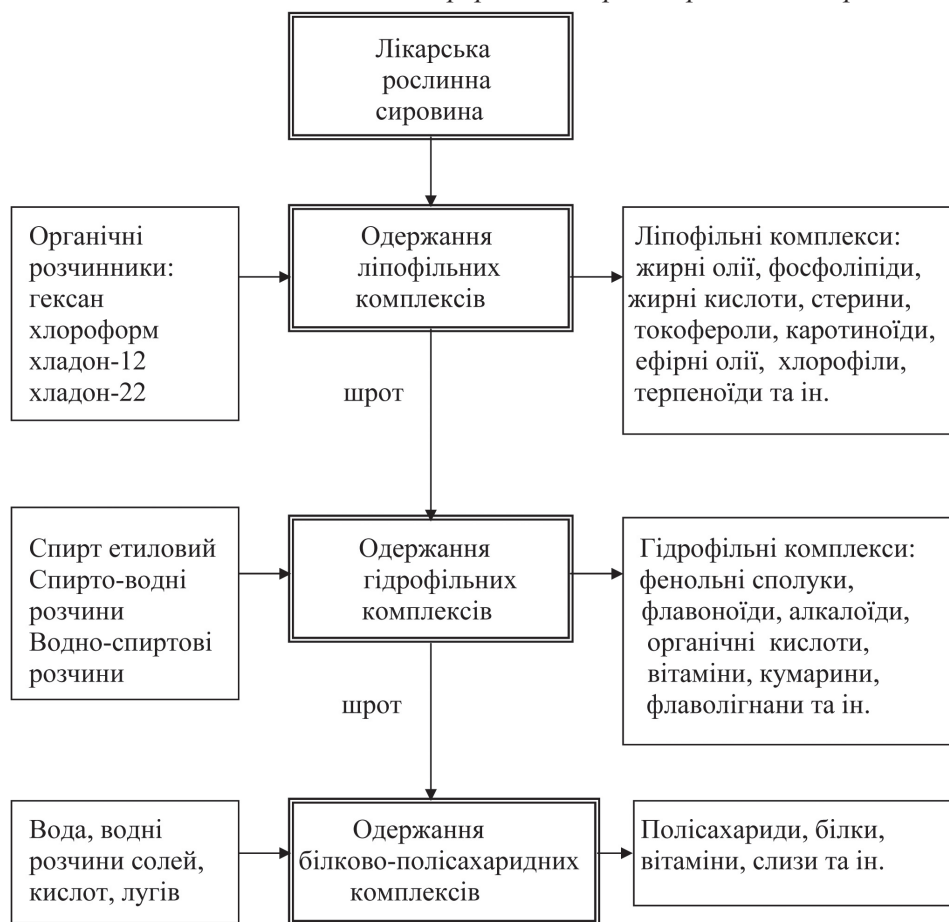 Лікарська
рослинна
сировина
Органічні
розчинники:
гексан
хлороформ
хладон-12
хладон-22
Одержання
ліпофільних
комплексів
Ліпофільні комплекси:
жирні олії, фосфоліпіди,
жирні кислоти, стерини,
токофероли, каротиноїди,
ефірні олії, хлорофіли,
терпеноїди та ін.
шрот
Спирт етиловий
Спирто-водні
розчини
Водно-спиртові
розчини
Одержання
гідрофільних
комплексів
Гідрофільні комплекси:
фенольні сполуки,
флавоноїди, алкалоїди,
органічні кислоти,
вітаміни, кумарини,
флаволігнани та ін.
шрот
Вода, водні
розчини солей,
кислот, лугів
Одержання
білково-полісахаридних
комплексів
Полісахариди, білки,
вітаміни, слизи та ін.